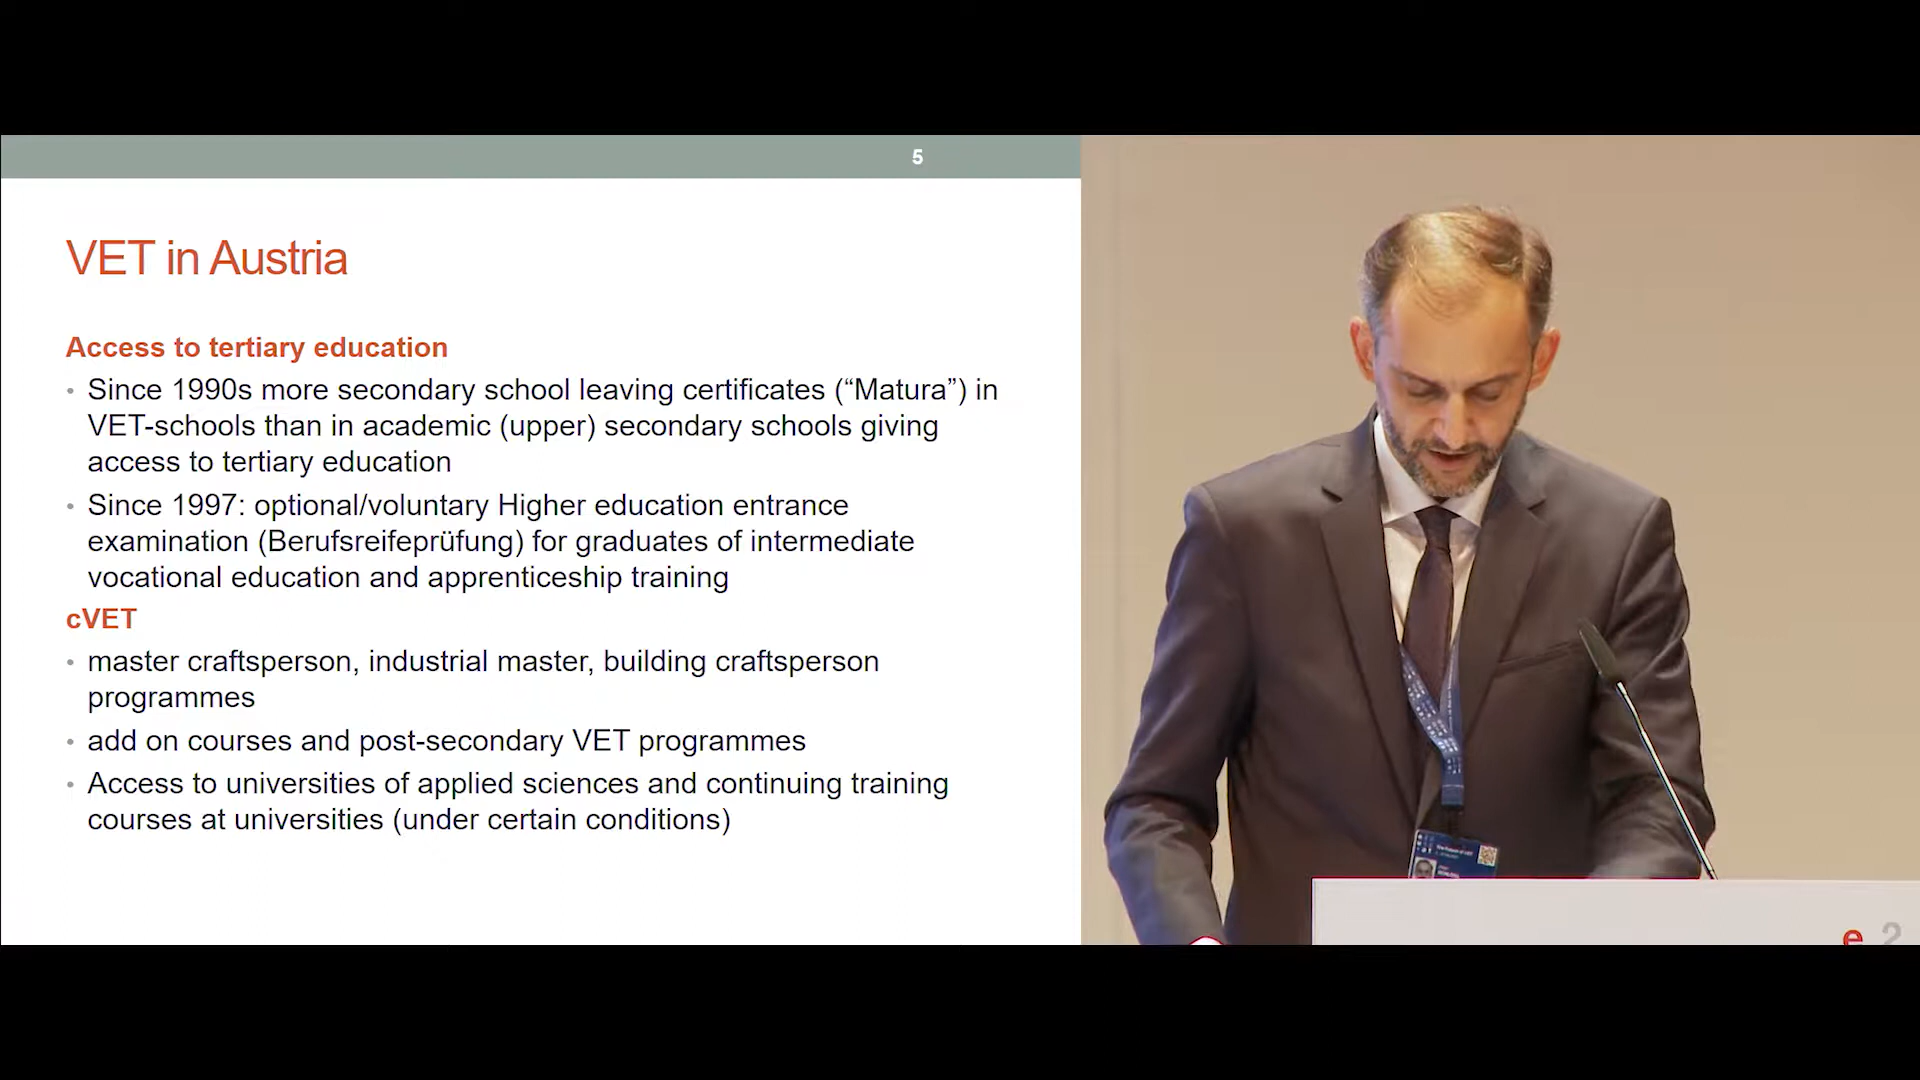 5
VET in Austria
Access to tertiary education
• Since 1990s more secondary school leaving certificates (“Matura”) in
VET-schools than in academic (upper) secondary schools giving
access to tertiary education
• Since 1997: optional/voluntary Higher education entrance
examination (Berufsreifeprüfung) for graduates of intermediate
vocational education and apprenticeship training
cVET
• master craftsperson, industrial master, building craftsperson
programmes
• add on courses and post-secondary VET programmes
• Access to universities of applied sciences and continuing training
courses at universities (under certain conditions)
e 2